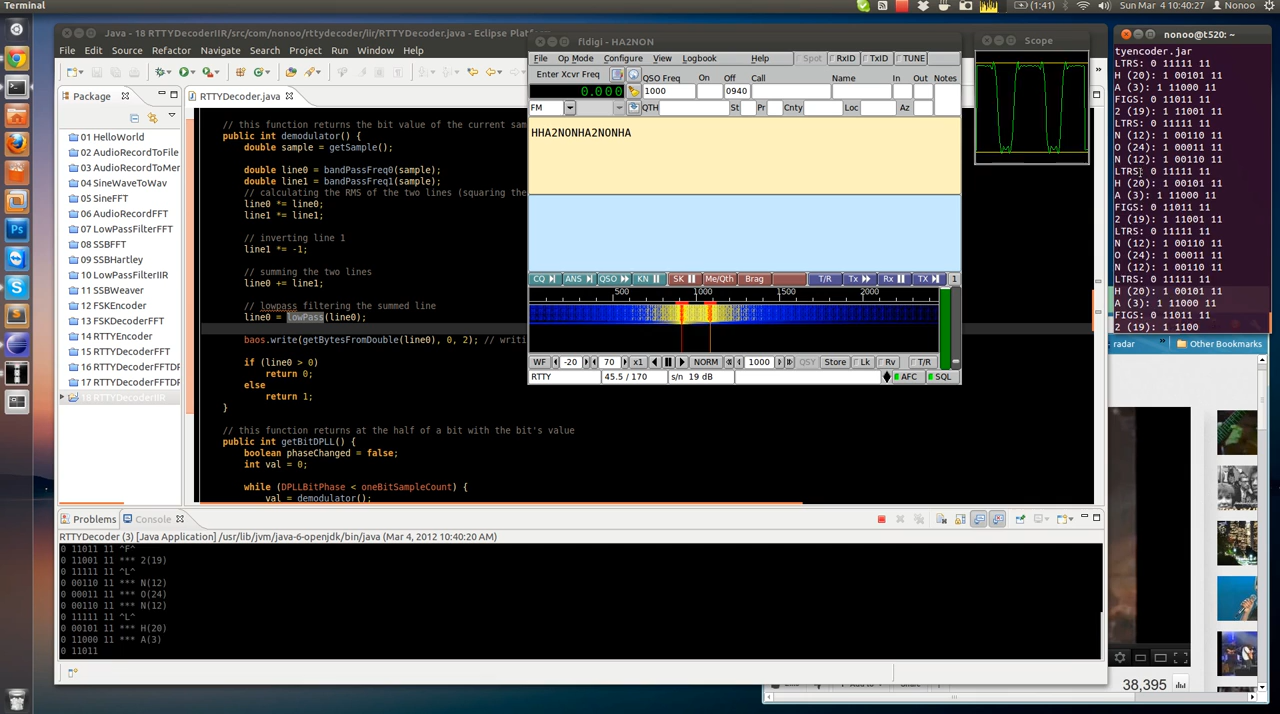 Terminal
(1:41)
Sun Mar 4 10:40:27
Nonoo
Java - 18 RTTYDecoderIIR/src/com/nonoo/rttydecoder/iir/RTTYDecoder.java - Eclipse Platf
File Edit Source Refactor Navigate Search Project Run Window Help
Package
RTTYDecoder.java
01 HelloWorld
02 AudioRecordToFile
03 AudioRecordToMer
04 SineWaveToWav
05 SineFFT
06 AudioRecordFFT
07 LowPassFilterFFT
08 SSBFFT
09 SSBHartley
10 LowPassFilterIIR
11 SSBWeaver
12 FSKEncoder
13 FSKDecoderFFT
14 RTTYEncoder
15 RTTYDecoderFFT
16 RTTYDecoderFFTDF
17 RTTYDecoderFFTDF
18 RTTYDecoderIIR
// this function returns the bit value of the current sam
public int demodulator() {
double sample = getSample();
double line0 = bandPassFreq0(sample);
double line1 = bandPassFreq1(sample);
// calculating the RMS of the two lines (squaring the
line0 *= line0;
line1 *= line1;
// inverting line 1
line1 *= -1;
// summing the two lines
line0 += line1;
// lowpass filtering the summed line
line0 = lowPass(line0);
baos.write(getBytesFromDouble(line0), 0, 2); // writi
if (line0 > 0)
return 0;
else
return 1;
}
// this function returns at the half of a bit with the bit's value
public int getBitDPLL() {
boolean phaseChanged = false;
int val = 0;
while (DPLLBitPhase < oneBitSampleCount) {
val = demodulator();
fldigi - HA2NON
File Op Mode Configure View Logbook Help Spot RxID TxID TUNE
Enter Xcvr Freq
QSO Freq On Off Call Name In Out Notes
0.000
1000 0940
FM
QTH St Pr Cnty Loc Az
HHA2NONHA2NONHA
CQ ANS QSO KN SK Me/Qth Brag T/R Tx Rx TX 1
500 1000 1500 2000
WF -20 70 x1 NORM 1000 QSY Store Lk Rv T/R
RTTY 45.5 / 170 s/n 19 dB AFC SQL
Scope
nonoo@t520: ~
tyencoder.jar
LTRS: 0 11111 11
H (20): 1 00101 11
A (3): 1 11000 11
FIGS: 0 11011 11
2 (19): 1 11001 11
LTRS: 0 11111 11
N (12): 1 00110 11
O (24): 1 00011 11
N (12): 1 00110 11
LTRS: 0 11111 11
H (20): 1 00101 11
A (3): 1 11000 11
FIGS: 0 11011 11
2 (19): 1 11001 11
LTRS: 0 11111 11
N (12): 1 00110 11
O (24): 1 00011 11
N (12): 1 00110 11
LTRS: 0 11111 11
H (20): 1 00101 11
A (3): 1 11000 11
FIGS: 0 11011 11
2 (19): 1 1100
radar
Other Bookmarks
38,395
Problems Console
RTTYDecoder (3) [Java Application] /usr/lib/jvm/java-6-openjdk/bin/java (Mar 4, 2012 10:40:20 AM)
0 11011 11 ^F^
0 11001 11 *** 2(19)
0 11111 11 ^L^
0 00110 11 *** N(12)
0 00011 11 *** O(24)
0 00110 11 *** N(12)
0 11111 11 ^L^
0 00101 11 *** H(20)
0 11000 11 *** A(3)
0 11011